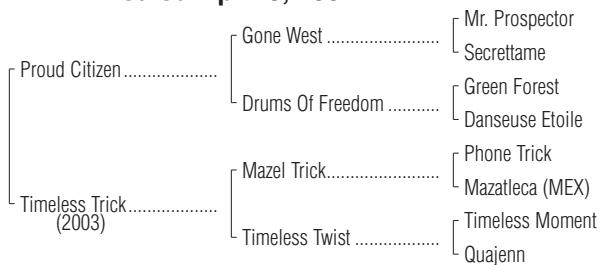 Mr. Prospector
Gone West
Secrettame
Proud Citizen
Green Forest
Drums Of Freedom
Danseuse Etoile
Phone Trick
Mazel Trick
Mazatleca (MEX)
Timeless Trick
(2003)
Timeless Moment
Timeless Twist
Quajenn